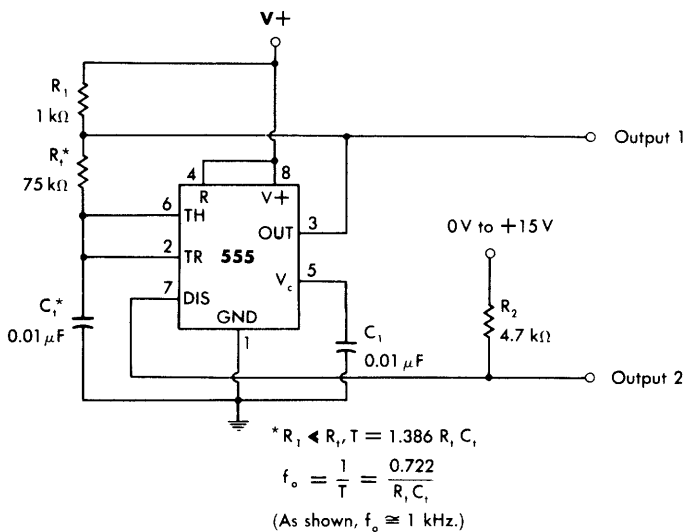 V+
R₁
1 kΩ
Output 1
Rₜ*
75 kΩ
4
8
R
V+
6
TH
OUT
3
0V to +15V
2
TR
555
5
V꜀
7
DIS
Cₜ*
0.01 μF
GND
1
C₁
0.01 μF
R₂
4.7 kΩ
Output 2
*R₁ < Rₜ, T = 1.386 Rₜ Cₜ
fₒ = 1/T = 0.722/Rₜ Cₜ
(As shown, fₒ ≅ 1 kHz.)